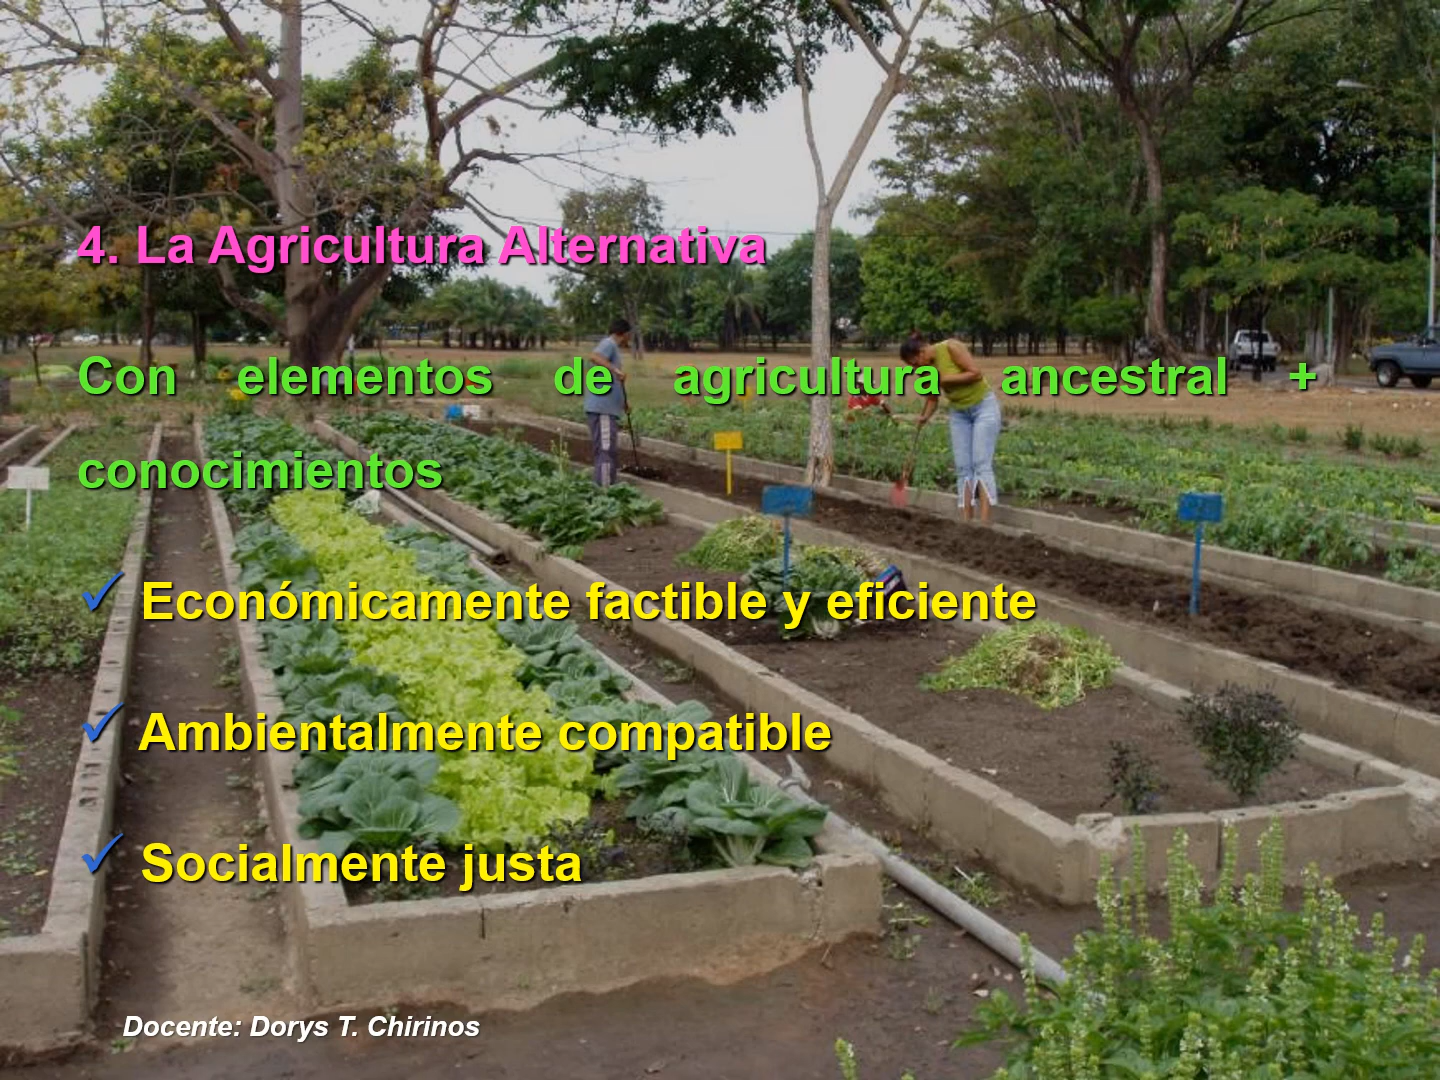 4. La Agricultura Alternativa
Con elementos de agricultura ancestral +
conocimientos
✓ Económicamente factible y eficiente
✓ Ambientalmente compatible
✓ Socialmente justa
Docente: Dorys T. Chirinos